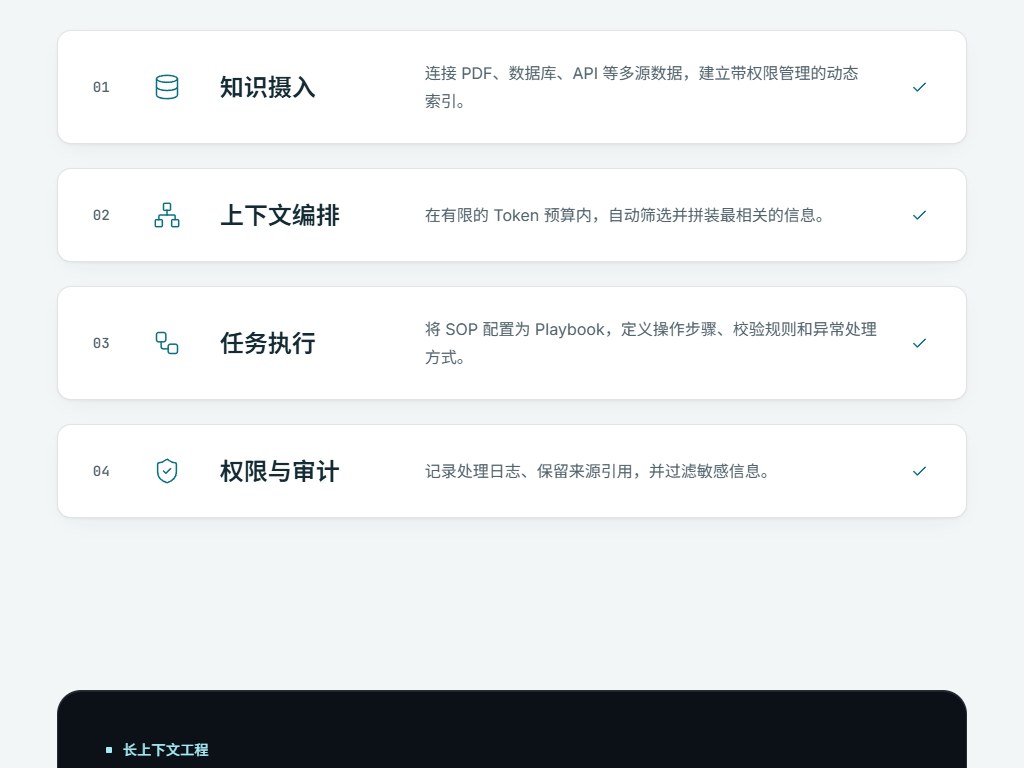 01
知识摄入
连接 PDF、数据库、API 等多源数据，建立带权限管理的动态
索引。
02
上下文编排
在有限的 Token 预算内，自动筛选并拼装最相关的信息。
03
任务执行
将 SOP 配置为 Playbook，定义操作步骤、校验规则和异常处理
方式。
04
权限与审计
记录处理日志、保留来源引用，并过滤敏感信息。
长上下文工程